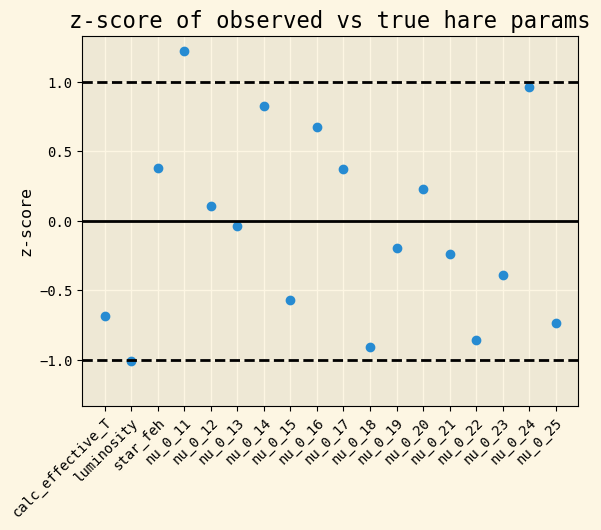 z-score of observed vs true hare params
z-score
1.0
0.5
0.0
−0.5
−1.0
calc_effective_T
luminosity
star_feh
nu_0_11
nu_0_12
nu_0_13
nu_0_14
nu_0_15
nu_0_16
nu_0_17
nu_0_18
nu_0_19
nu_0_20
nu_0_21
nu_0_22
nu_0_23
nu_0_24
nu_0_25